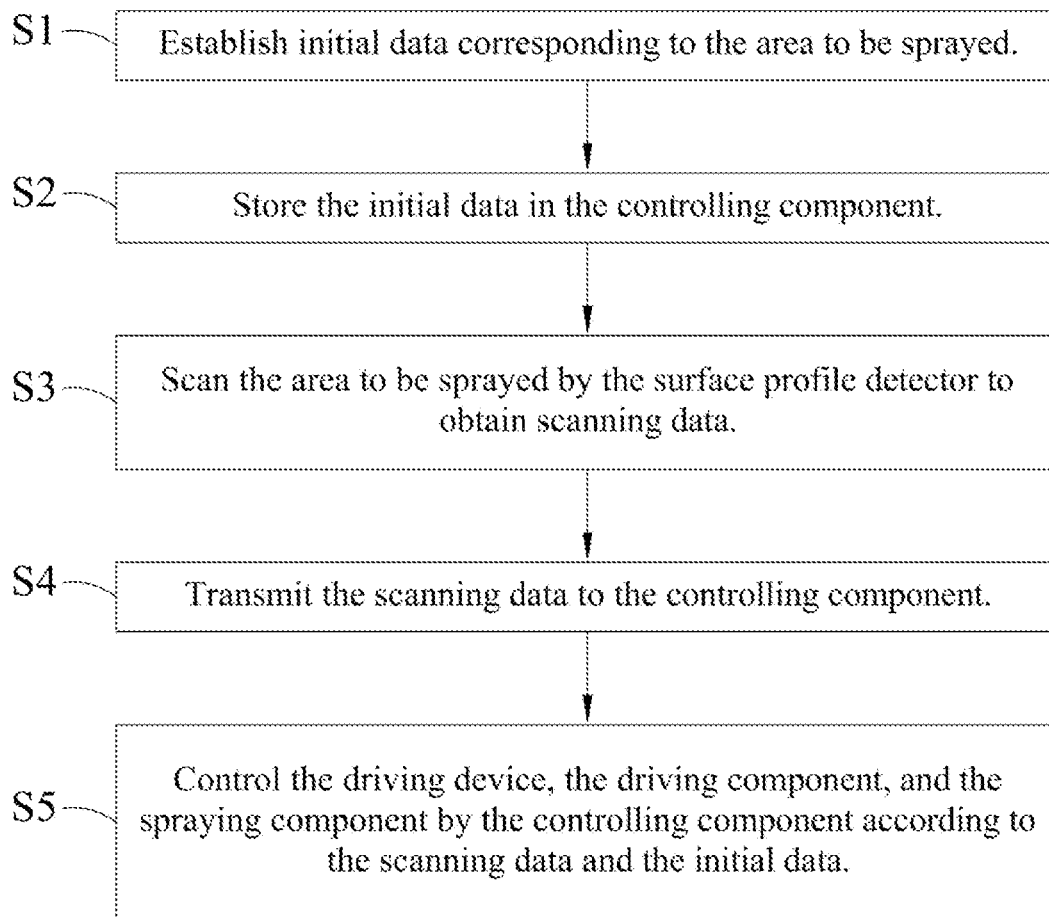 S1
Establish initial data corresponding to the area to be sprayed.
S2
Store the initial data in the controlling component.
S3
Scan the area to be sprayed by the surface profile detector to
obtain scanning data.
S4
Transmit the scanning data to the controlling component.
S5
Control the driving device, the driving component, and the
spraying component by the controlling component according to
the scanning data and the initial data.